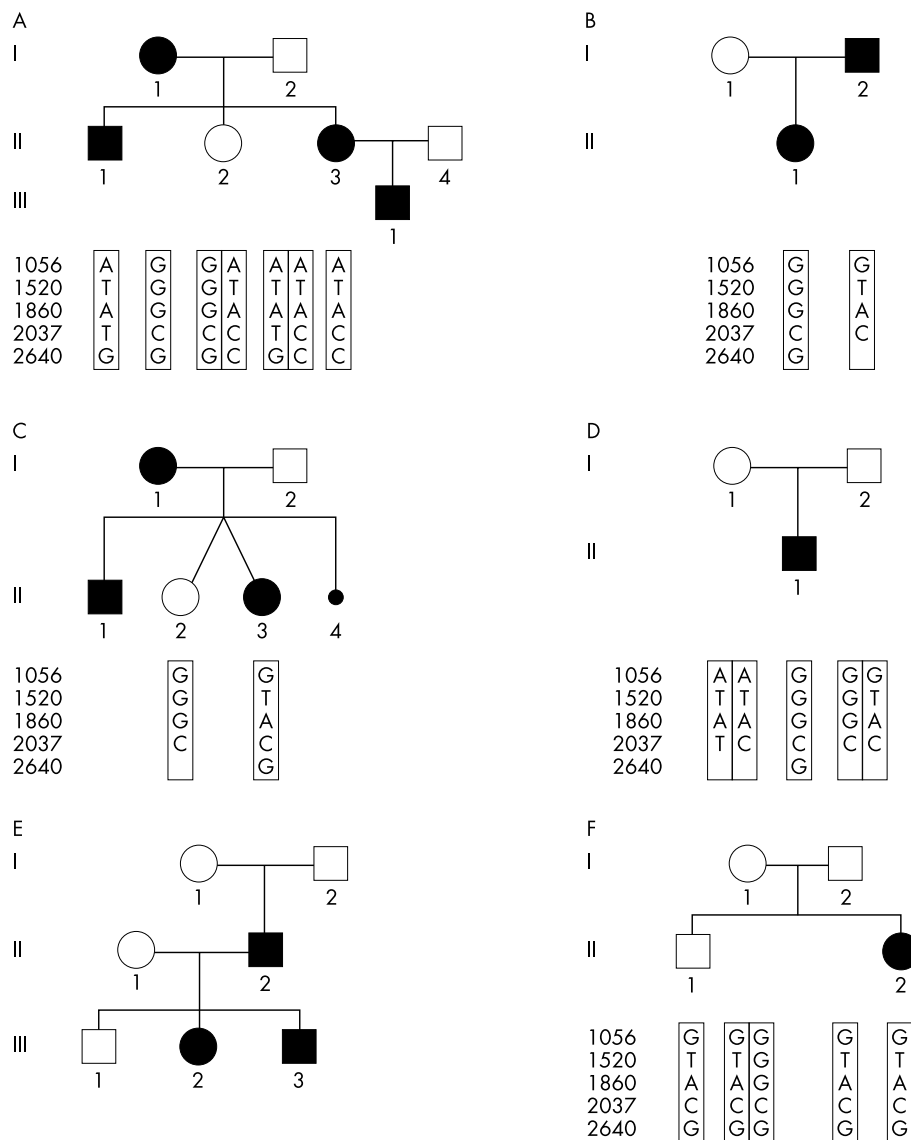 A B
I I
1 2 1 2
II II
1 2 3 4 1
III
1
1056 A G G A A A A 1056 G G
1520 T G G T T T T 1520 G T
1860 A G G A A A A 1860 G A
2037 T C C C T C C 2037 C C
2640 G G G C G C C 2640 G
C D
I I
1 2 1 2
II II
1 2 3 4 1
1056 G G 1056 A A G G G
1520 G T 1520 T T G G T
1860 G A 1860 A A G G A
2037 C C 2037 T C C C C
2640 G 2640 G
E F
I I
1 2 1 2
II II
1 2 1 2
III
1 2 3
1056 G G G G G
1520 T T G T T
1860 A A G A A
2037 C C C C C
2640 G G G G G